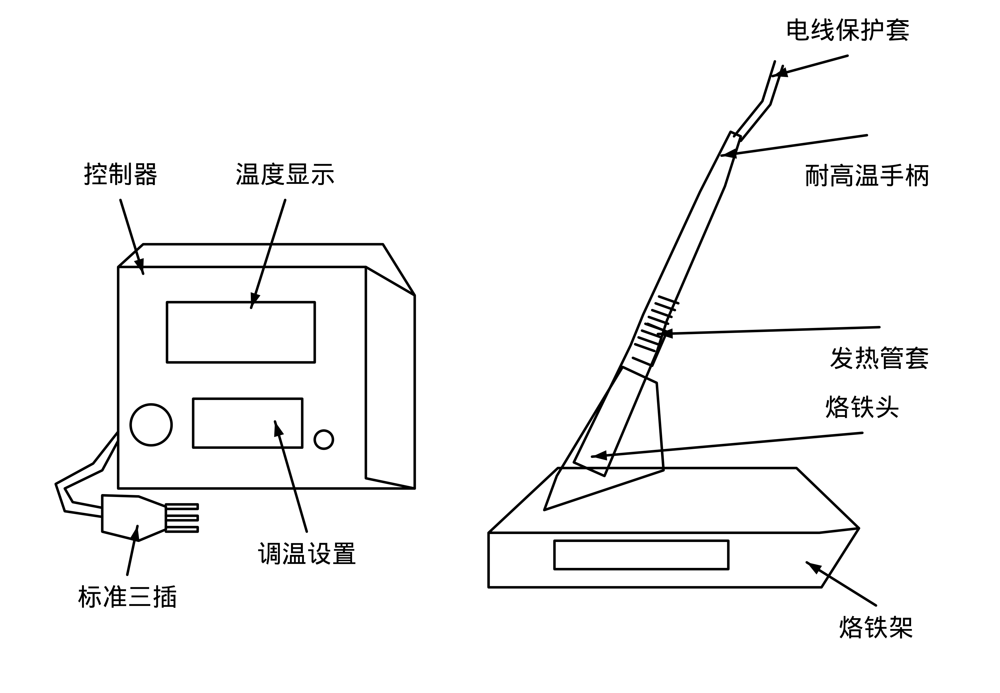 电线保护套
控制器
温度显示
耐高温手柄
发热管套
烙铁头
调温设置
标准三插
烙铁架